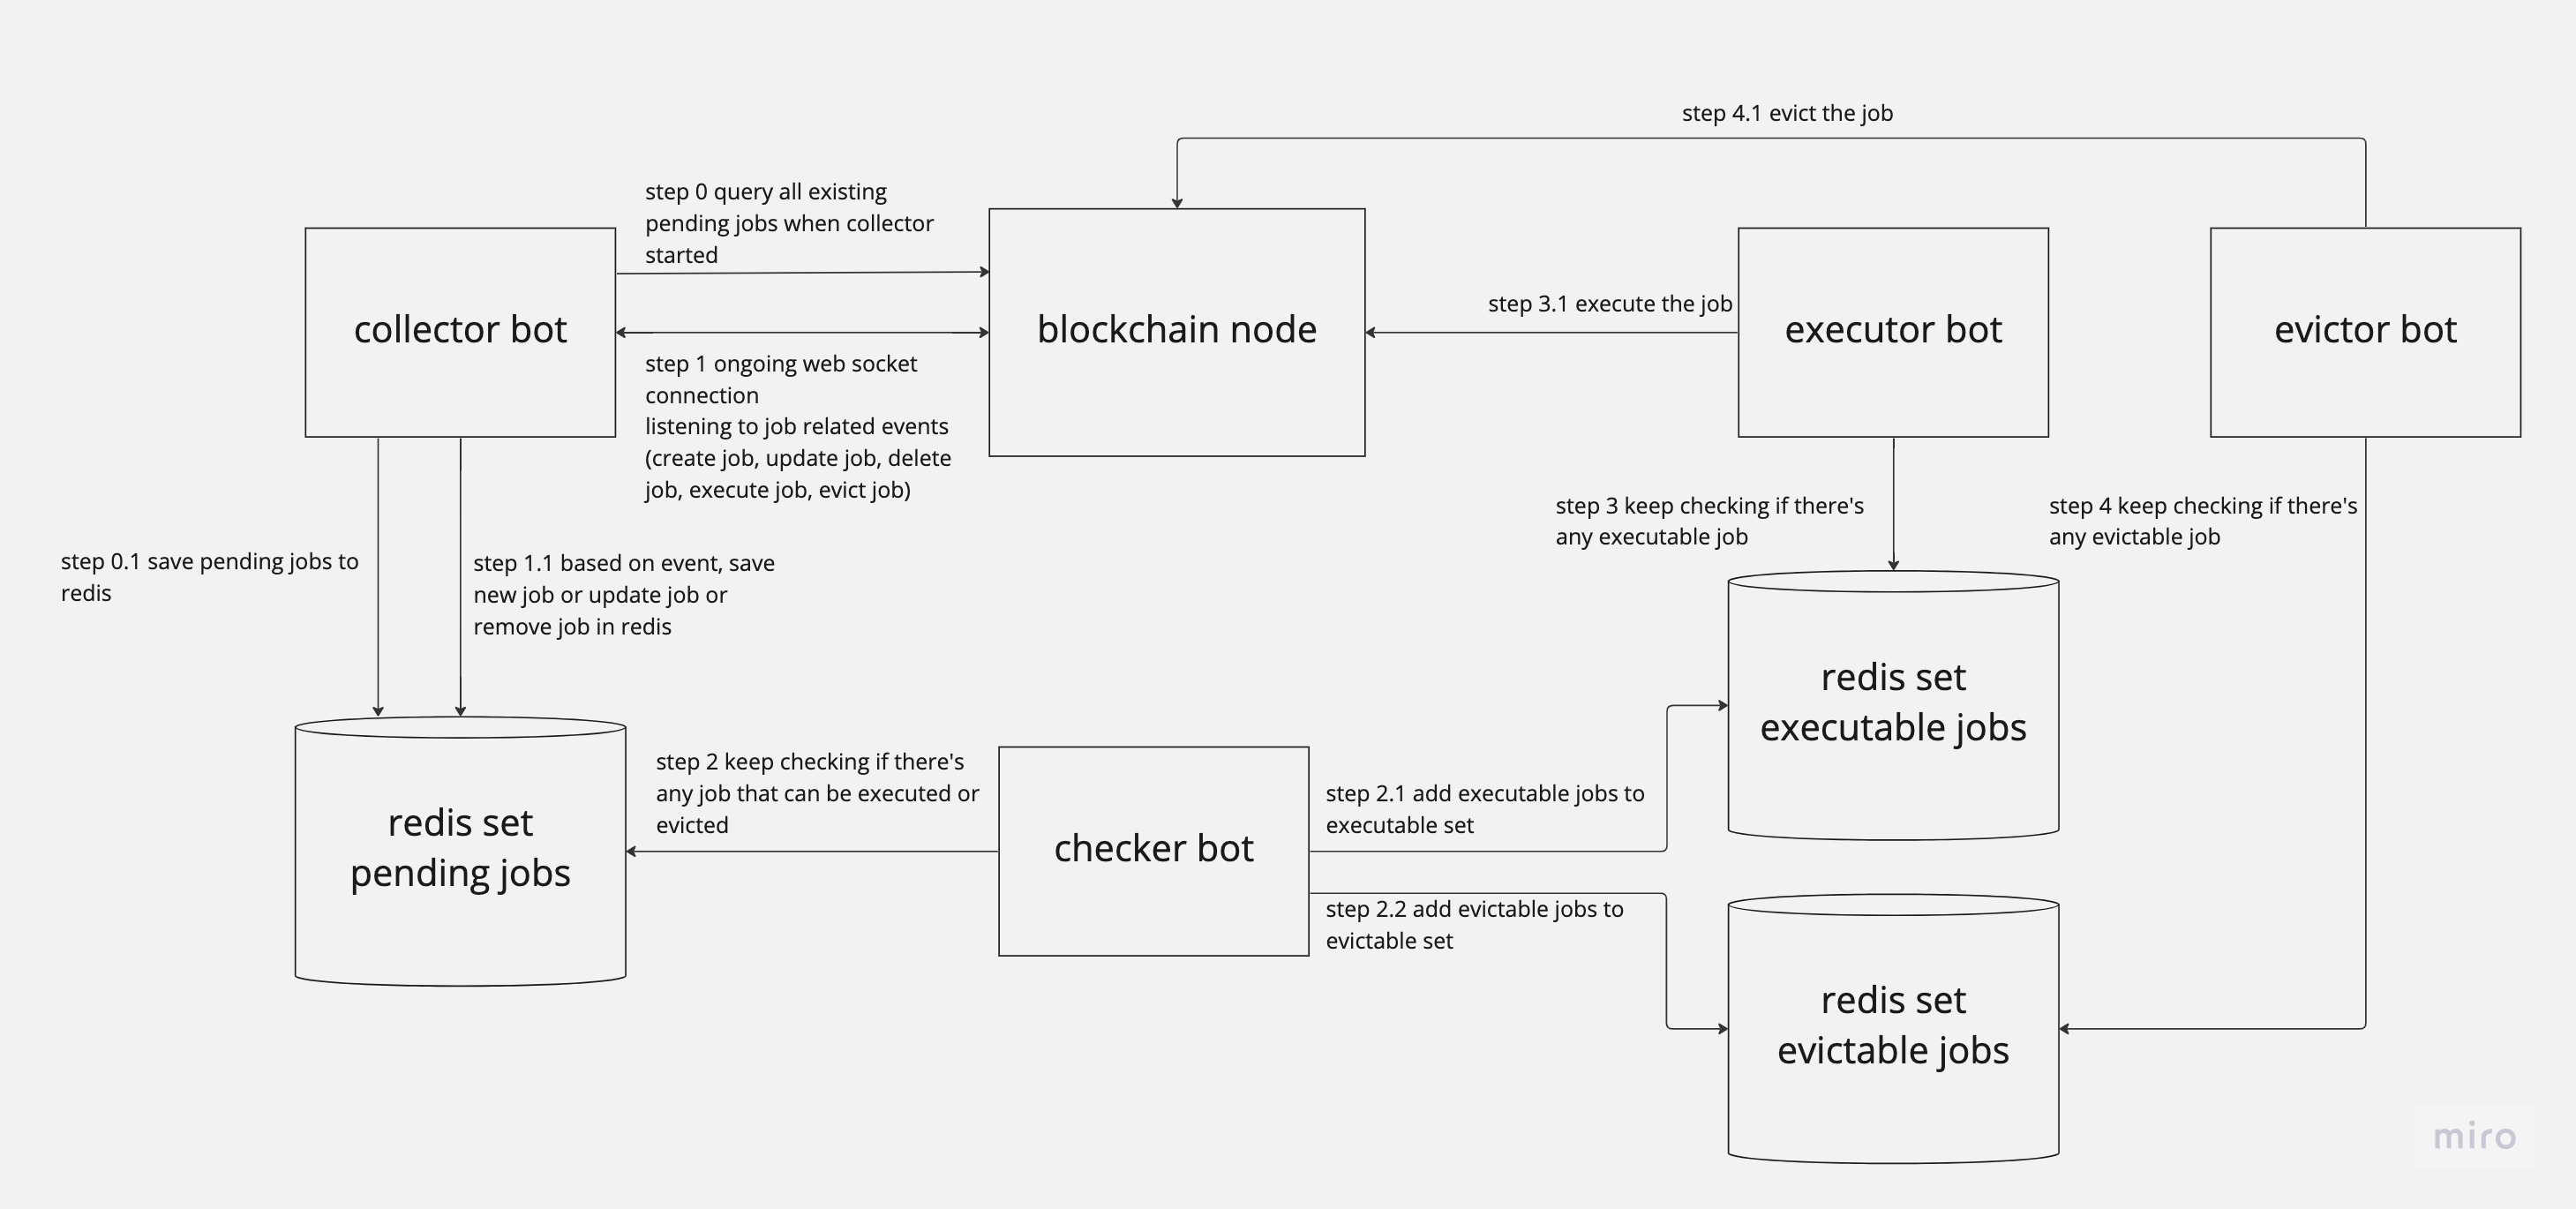 step 4.1 evict the job
step 0 query all existing
pending jobs when collector
started
collector bot
blockchain node
step 3.1 execute the job
executor bot
evictor bot
step 1 ongoing web socket
connection
listening to job related events
(create job, update job, delete
job, execute job, evict job)
step 3 keep checking if there's
any executable job
step 4 keep checking if there's
any evictable job
step 0.1 save pending jobs to
redis
step 1.1 based on event, save
new job or update job or
remove job in redis
redis set
executable jobs
redis set
pending jobs
step 2 keep checking if there's
any job that can be executed or
evicted
checker bot
step 2.1 add executable jobs to
executable set
step 2.2 add evictable jobs to
evictable set
redis set
evictable jobs
miro